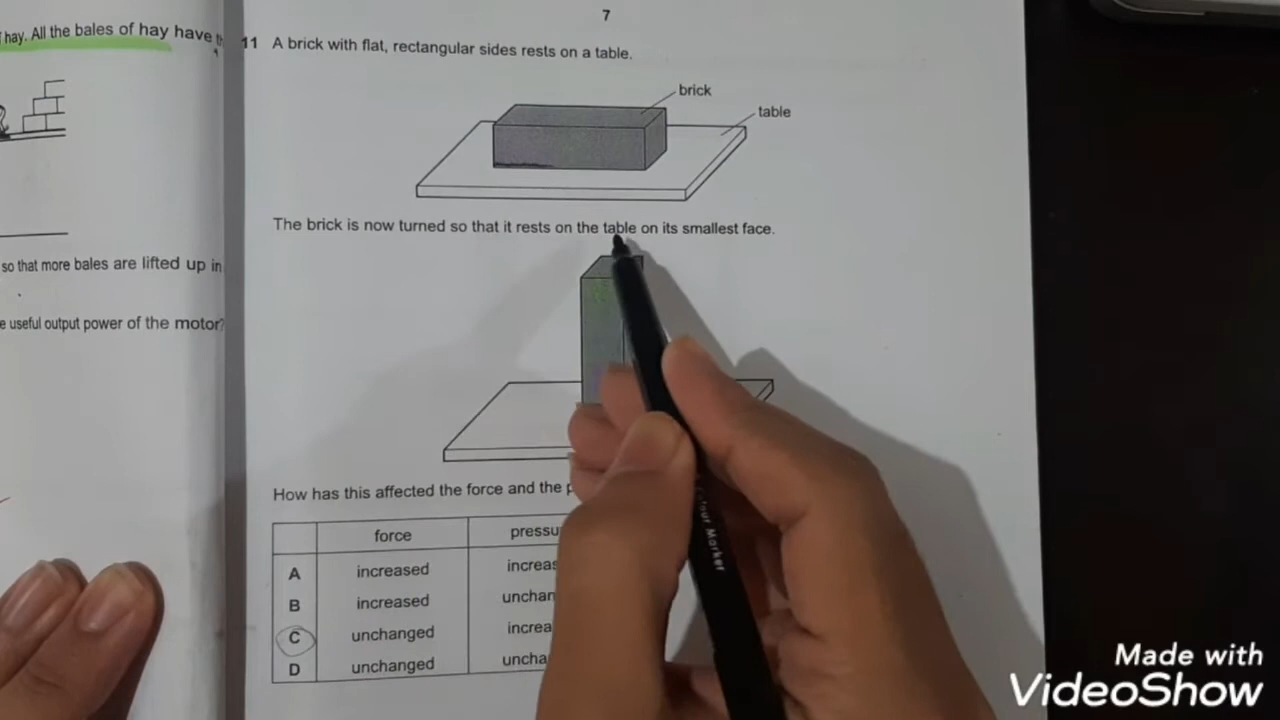 hay. All the bales of hay have
so that more bales are lifted up in
useful output power of the motor?
7
11 A brick with flat, rectangular sides rests on a table.
brick
table
The brick is now turned so that it rests on the table on its smallest face.
How has this affected the force and the
force
A increased
B increased
C unchanged
D unchanged
Colour Marker
Made with
VideoShow